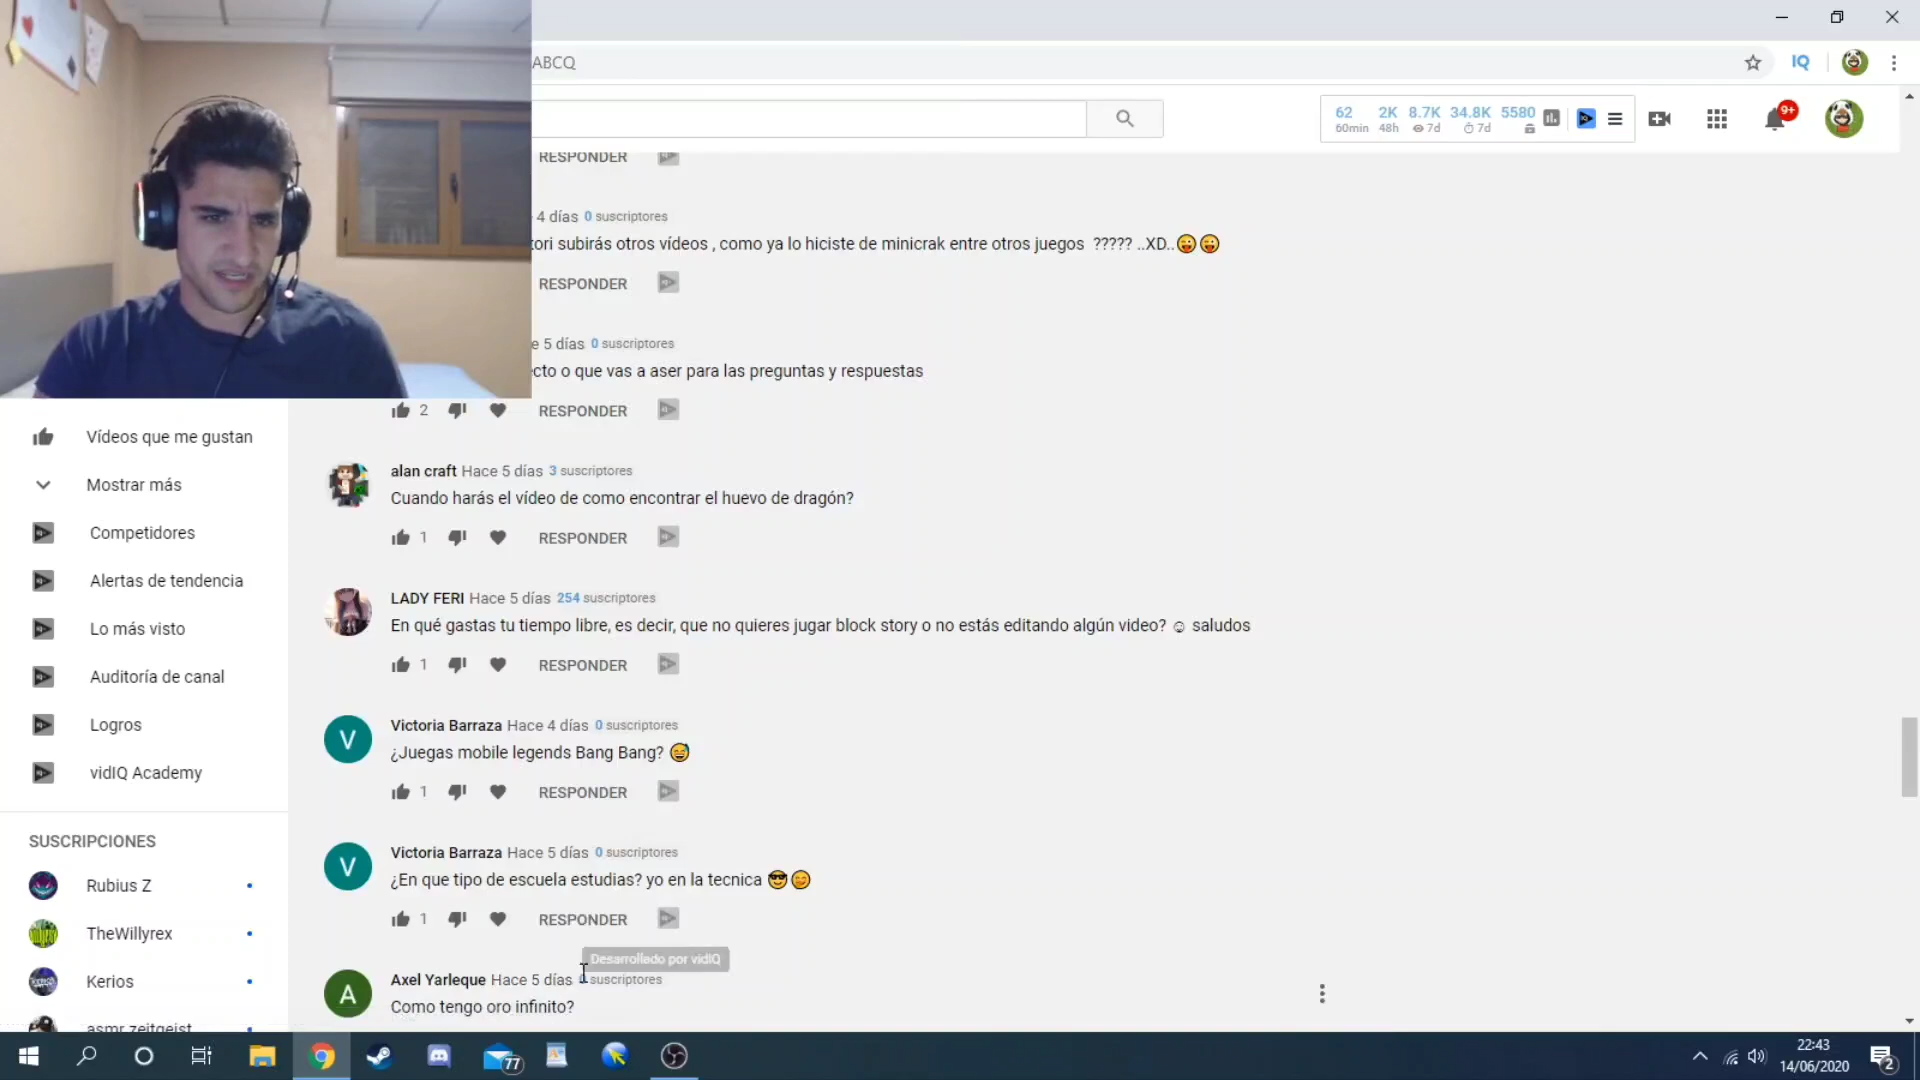 ABCQ
62 2K 8.7K 34.8K 5580
60min 48h 7d 7d
9+
RESPONDER
4 días 0 suscriptores
tori subirás otros vídeos , como ya lo hiciste de minicrak entre otros juegos ????? ..XD..😜😜
RESPONDER
e 5 días 0 suscriptores
cto o que vas a aser para las preguntas y respuestas
2 RESPONDER
alan craft Hace 5 días 3 suscriptores
Cuando harás el vídeo de como encontrar el huevo de dragón?
1 RESPONDER
LADY FERI Hace 5 días 254 suscriptores
En qué gastas tu tiempo libre, es decir, que no quieres jugar block story o no estás editando algún video? ☺ saludos
1 RESPONDER
V
Victoria Barraza Hace 4 días 0 suscriptores
¿Juegas mobile legends Bang Bang? 😅
1 RESPONDER
V
Victoria Barraza Hace 5 días 0 suscriptores
¿En que tipo de escuela estudias? yo en la tecnica 😎😁
1 RESPONDER
Desarrollado por vidIQ
A
Axel Yarleque Hace 5 días 0 suscriptores
Como tengo oro infinito?
Vídeos que me gustan
Mostrar más
Competidores
Alertas de tendencia
Lo más visto
Auditoría de canal
Logros
vidIQ Academy
SUSCRIPCIONES
Rubius Z
TheWillyrex
Kerios
asmr zeitgeist
77
22:43
14/06/2020
2
IQ